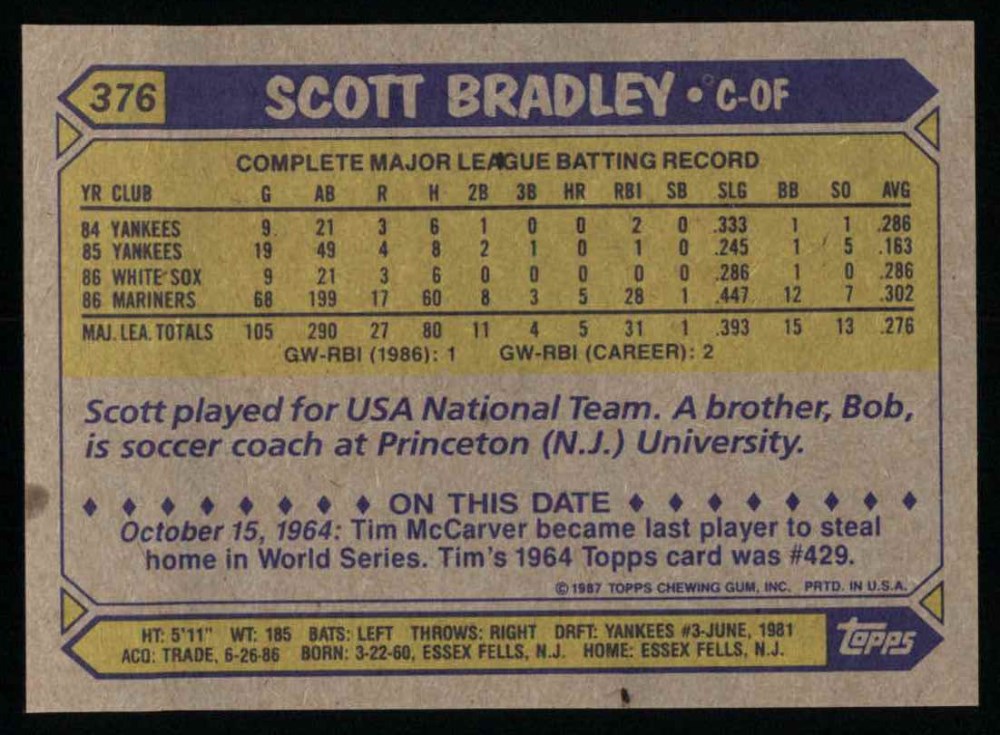 376 SCOTT BRADLEY • C-OF
COMPLETE MAJOR LEAGUE BATTING RECORD
YR CLUB G AB R H 2B 3B HR RBI SB SLG BB SO AVG
84 YANKEES 9 21 3 6 1 0 0 2 0 .333 1 1 .286
85 YANKEES 19 49 4 8 2 1 0 1 0 .245 1 5 .163
86 WHITE SOX 9 21 3 6 0 0 0 0 0 .286 1 0 .286
86 MARINERS 68 199 17 60 8 3 5 28 1 .447 12 7 .302
MAJ. LEA. TOTALS 105 290 27 80 11 4 5 31 1 .393 15 13 .276
GW-RBI (1986): 1 GW-RBI (CAREER): 2
Scott played for USA National Team. A brother, Bob,
is soccer coach at Princeton (N.J.) University.
♦ ♦ ♦ ♦ ♦ ♦ ♦ ♦ ON THIS DATE ♦ ♦ ♦ ♦ ♦ ♦ ♦ ♦
October 15, 1964: Tim McCarver became last player to steal
home in World Series. Tim's 1964 Topps card was #429.
© 1987 TOPPS CHEWING GUM, INC. PRTD. IN U.S.A.
HT: 5'11" WT: 185 BATS: LEFT THROWS: RIGHT DRFT: YANKEES #3-JUNE, 1981
ACQ: TRADE, 6-26-86 BORN: 3-22-60, ESSEX FELLS, N.J. HOME: ESSEX FELLS, N.J.
topps